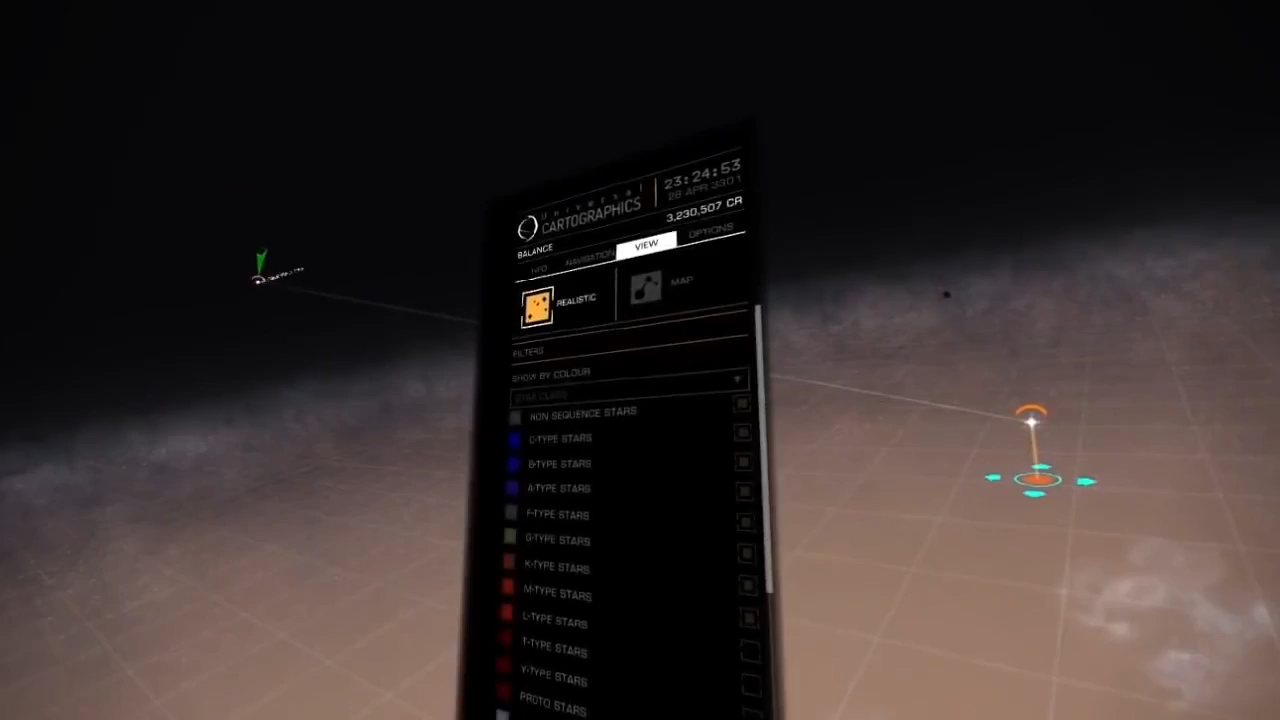 Universal
CARTOGRAPHICS
23:24:53
28 APR 3301
3,230,507 CR
BALANCE
INFO NAVIGATION VIEW OPTIONS
REALISTIC MAP
FILTERS
SHOW BY COLOUR
STAR CLASS
NON SEQUENCE STARS
O-TYPE STARS
B-TYPE STARS
A-TYPE STARS
F-TYPE STARS
G-TYPE STARS
K-TYPE STARS
M-TYPE STARS
L-TYPE STARS
T-TYPE STARS
Y-TYPE STARS
PROTO STARS